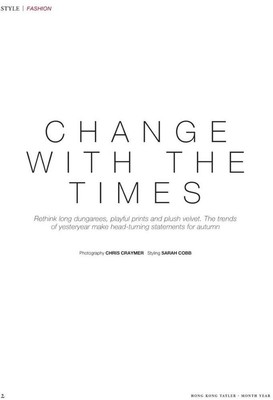 STYLE | FASHION
CHANGE
WITH THE
TIMES
Rethink long dungarees, playful prints and plush velvet. The trends
of yesteryear make head-turning statements for autumn
Photography CHRIS CRAYMER Styling SARAH COBB
HONG KONG TATLER · MONTH YEAR